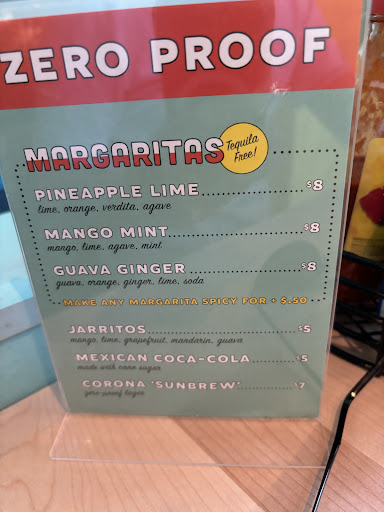 ZERO PROOF
MARGARITAS Tequila Free!
PINEAPPLE LIME $8
lime, orange, verdita, agave
MANGO MINT $8
mango, lime, agave, mint
GUAVA GINGER $8
guava, orange, ginger, lime, soda
MAKE ANY MARGARITA SPICY FOR + $.50
JARRITOS $5
mango, lime, grapefruit, mandarin, guava
MEXICAN COCA-COLA $5
made with cane sugar
CORONA 'SUNBREW' $7
zero-proof lager